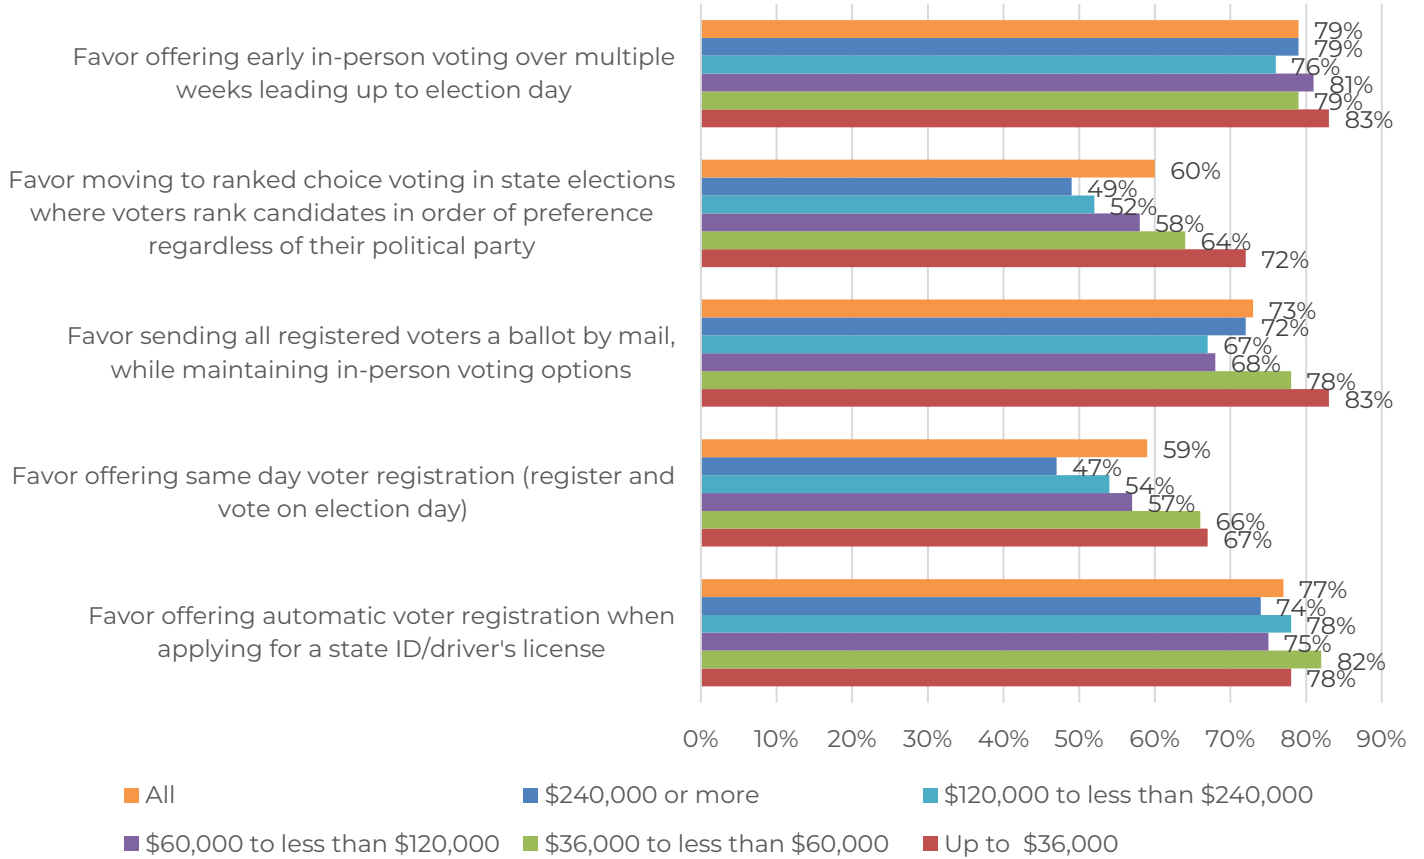 Favor offering early in-person voting over multiple
weeks leading up to election day
79%
79%
76%
81%
79%
83%
Favor moving to ranked choice voting in state elections
where voters rank candidates in order of preference
regardless of their political party
60%
49%
52%
58%
64%
72%
Favor sending all registered voters a ballot by mail,
while maintaining in-person voting options
73%
72%
67%
68%
78%
83%
Favor offering same day voter registration (register and
vote on election day)
59%
47%
54%
57%
66%
67%
Favor offering automatic voter registration when
applying for a state ID/driver's license
77%
74%
78%
75%
82%
78%
0% 10% 20% 30% 40% 50% 60% 70% 80% 90%
All $240,000 or more $120,000 to less than $240,000
$60,000 to less than $120,000 $36,000 to less than $60,000 Up to $36,000